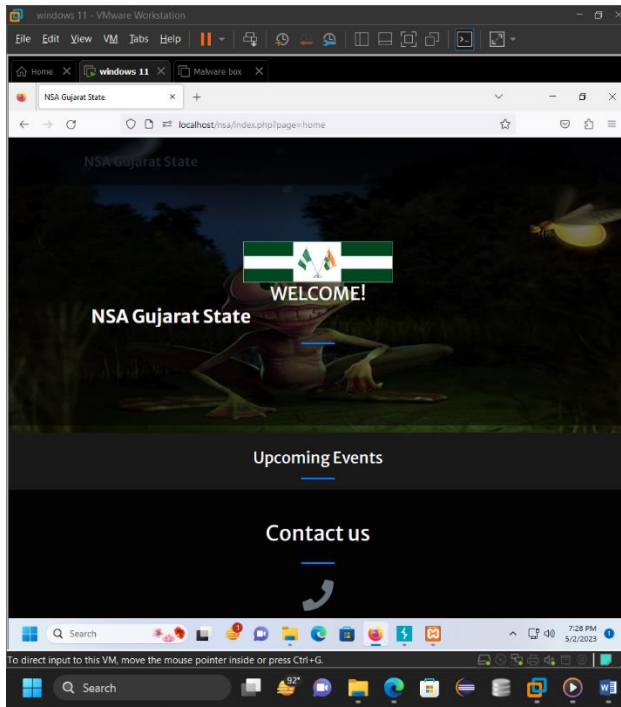 windows 11 - VMware Workstation
File Edit View VM Tabs Help
Home windows 11 Malware box
NSA Gujarat State
localhost/nsa/index.php?page=home
NSA Gujarat State
WELCOME!
NSA Gujarat State
Upcoming Events
Contact us
Search
7:28 PM
5/2/2023
1
To direct input to this VM, move the mouse pointer inside or press Ctrl+G.
Search
92°